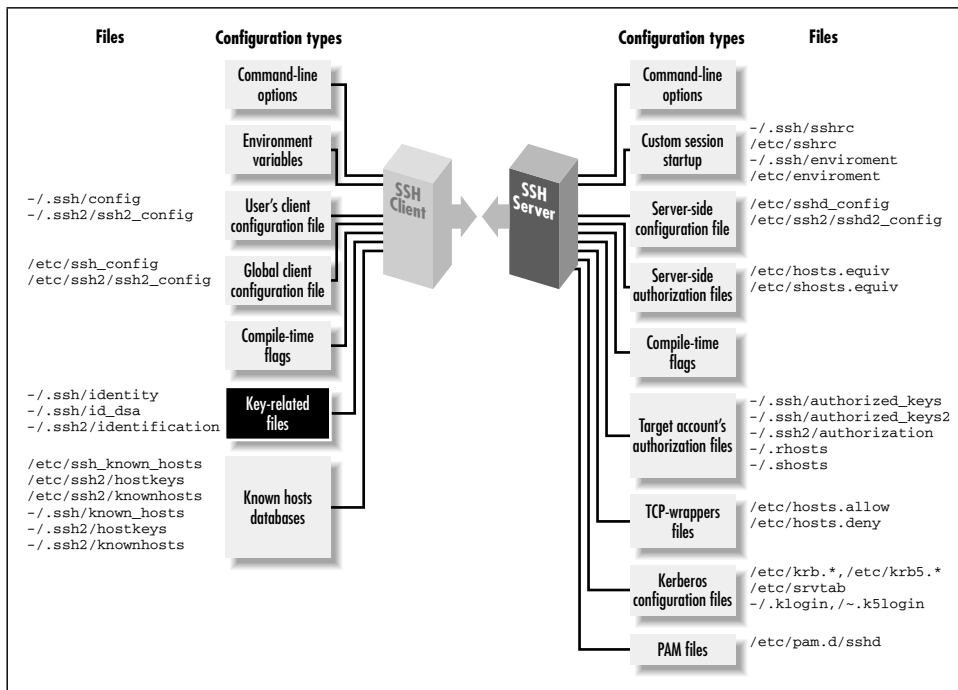 Files
Configuration types
Command-line
options
Environment
variables
-/.ssh/config
-/.ssh2/ssh2_config
User's client
configuration file
/etc/ssh_config
/etc/ssh2/ssh2_config
Global client
configuration file
Compile-time
flags
-/.ssh/identity
-/.ssh/id_dsa
-/.ssh2/identification
Key-related
files
/etc/ssh_known_hosts
/etc/ssh2/hostkeys
/etc/ssh2/knownhosts
-/.ssh/known_hosts
-/.ssh2/hostkeys
-/.ssh2/knownhosts
Known hosts
databases
SSH
Client
SSH
Server
Configuration types
Files
Command-line
options
Custom session
startup
-/.ssh/sshrc
/etc/sshrc
-/.ssh/enviroment
/etc/enviroment
Server-side
configuration file
/etc/sshd_config
/etc/ssh2/sshd2_config
Server-side
authorization files
/etc/hosts.equiv
/etc/shosts.equiv
Compile-time
flags
Target account's
authorization files
-/.ssh/authorized_keys
-/.ssh/authorized_keys2
-/.ssh2/authorization
-/.rhosts
-/.shosts
TCP-wrappers
files
/etc/hosts.allow
/etc/hosts.deny
Kerberos
configuration files
/etc/krb.*,/etc/krb5.*
/etc/srvtab
-/.klogin,/~.k5login
PAM files
/etc/pam.d/sshd